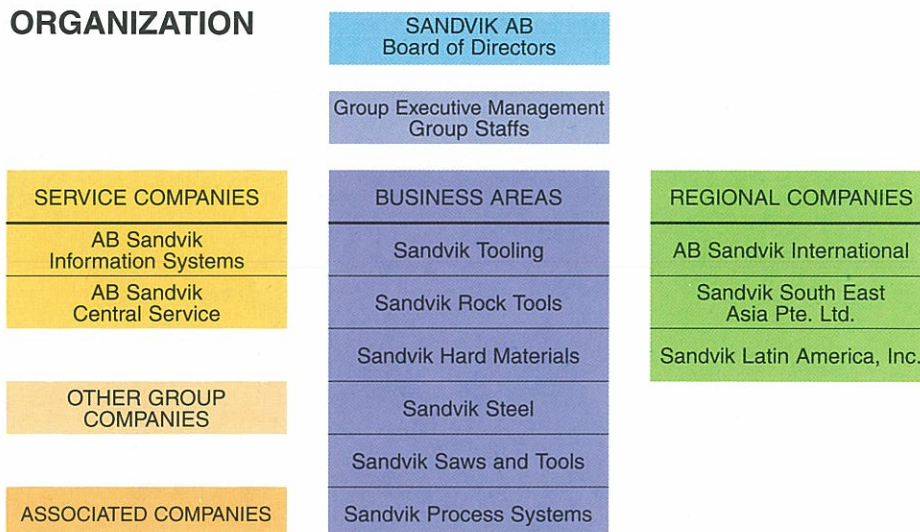 ORGANIZATION
SANDVIK AB
Board of Directors
Group Executive Management
Group Staffs
SERVICE COMPANIES
AB Sandvik
Information Systems
AB Sandvik
Central Service
OTHER GROUP
COMPANIES
ASSOCIATED COMPANIES
BUSINESS AREAS
Sandvik Tooling
Sandvik Rock Tools
Sandvik Hard Materials
Sandvik Steel
Sandvik Saws and Tools
Sandvik Process Systems
REGIONAL COMPANIES
AB Sandvik International
Sandvik South East
Asia Pte. Ltd.
Sandvik Latin America, Inc.